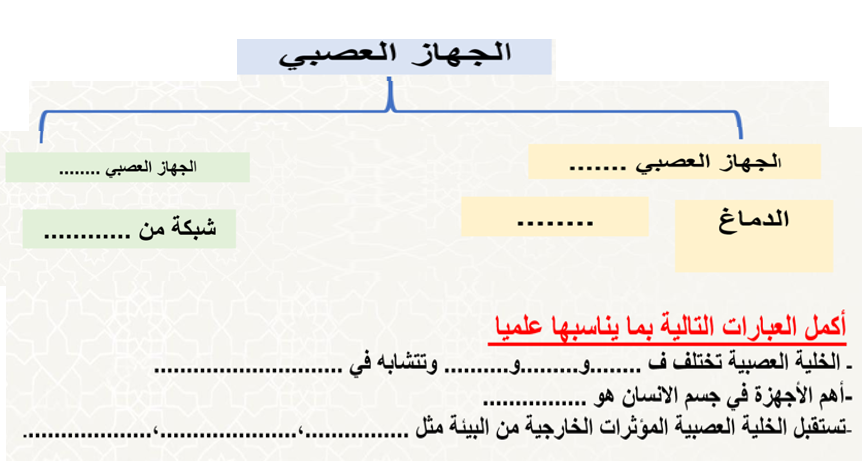 الجهاز العصبي
الجهاز العصبي .......
الجهاز العصبي ........
الدماغ
........
شبكة من ............
أكمل العبارات التالية بما يناسبها علميا
- الخلية العصبية تختلف ف ........و.........و.......... وتتشابه في .............................
-أهم الأجهزة في جسم الانسان هو ................
-تستقبل الخلية العصبية المؤثرات الخارجية من البيئة مثل ................،.....................،....................